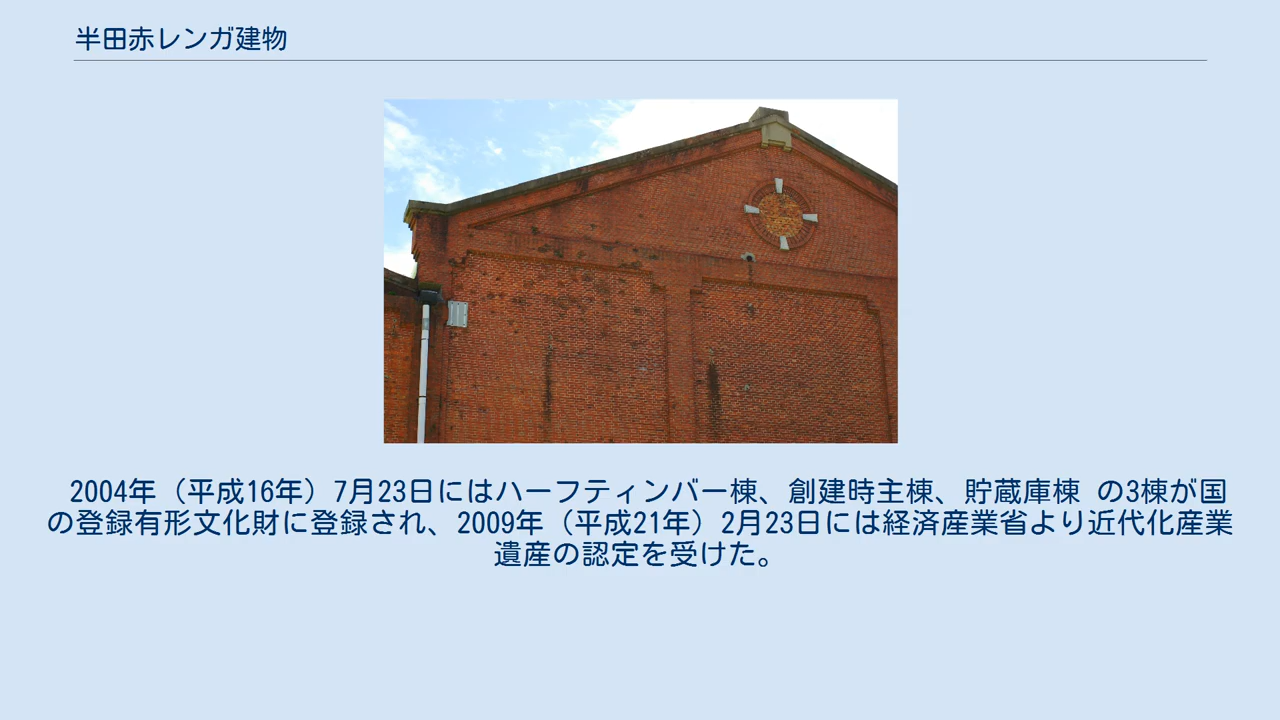 半田赤レンガ建物
2004年（平成16年）7月23日にはハーフティンバー棟、創建時主棟、貯蔵庫棟 の3棟が国
の登録有形文化財に登録され、2009年（平成21年）2月23日には経済産業省より近代化産業
遺産の認定を受けた。